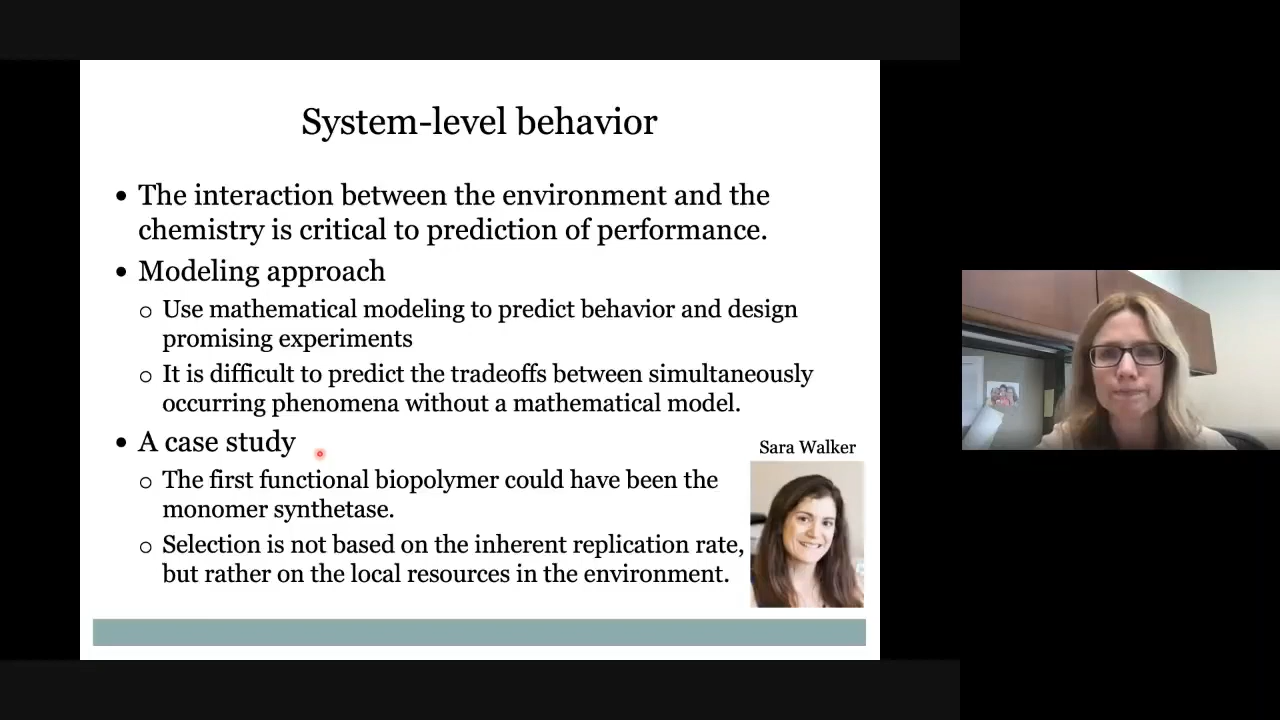 System-level behavior
• The interaction between the environment and the
chemistry is critical to prediction of performance.
• Modeling approach
o Use mathematical modeling to predict behavior and design
promising experiments
o It is difficult to predict the tradeoffs between simultaneously
occurring phenomena without a mathematical model.
• A case study
Sara Walker
o The first functional biopolymer could have been the
monomer synthetase.
o Selection is not based on the inherent replication rate,
but rather on the local resources in the environment.